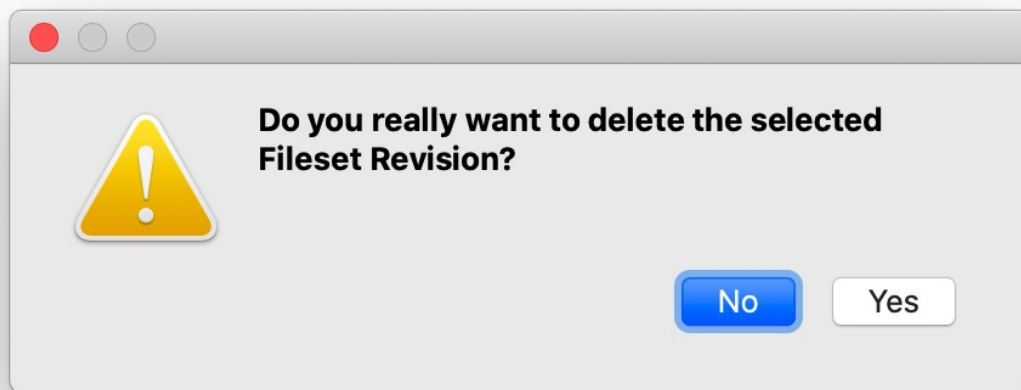 Do you really want to delete the selected
Fileset Revision?
No
Yes